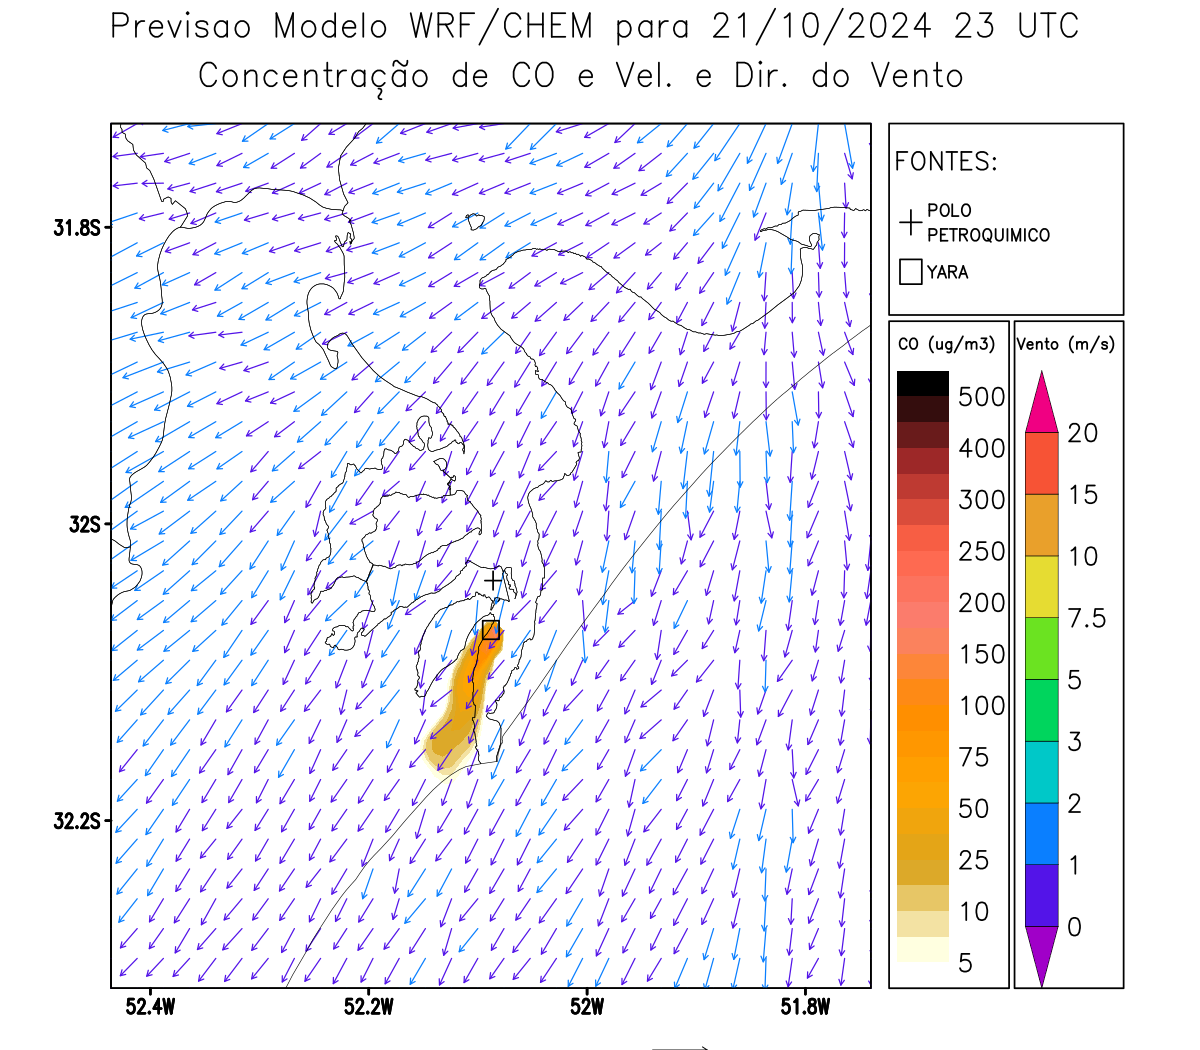 Previsao Modelo WRF/CHEM para 21/10/2024 23 UTC
Concentração de CO e Vel. e Dir. do Vento
FONTES:
POLO
PETROQUIMICO
YARA
31.8S
32S
32.2S
52.4W
52.2W
52W
51.8W
CO (ug/m3)
500
400
300
250
200
150
100
75
50
25
10
5
Vento (m/s)
20
15
10
7.5
5
3
2
1
0